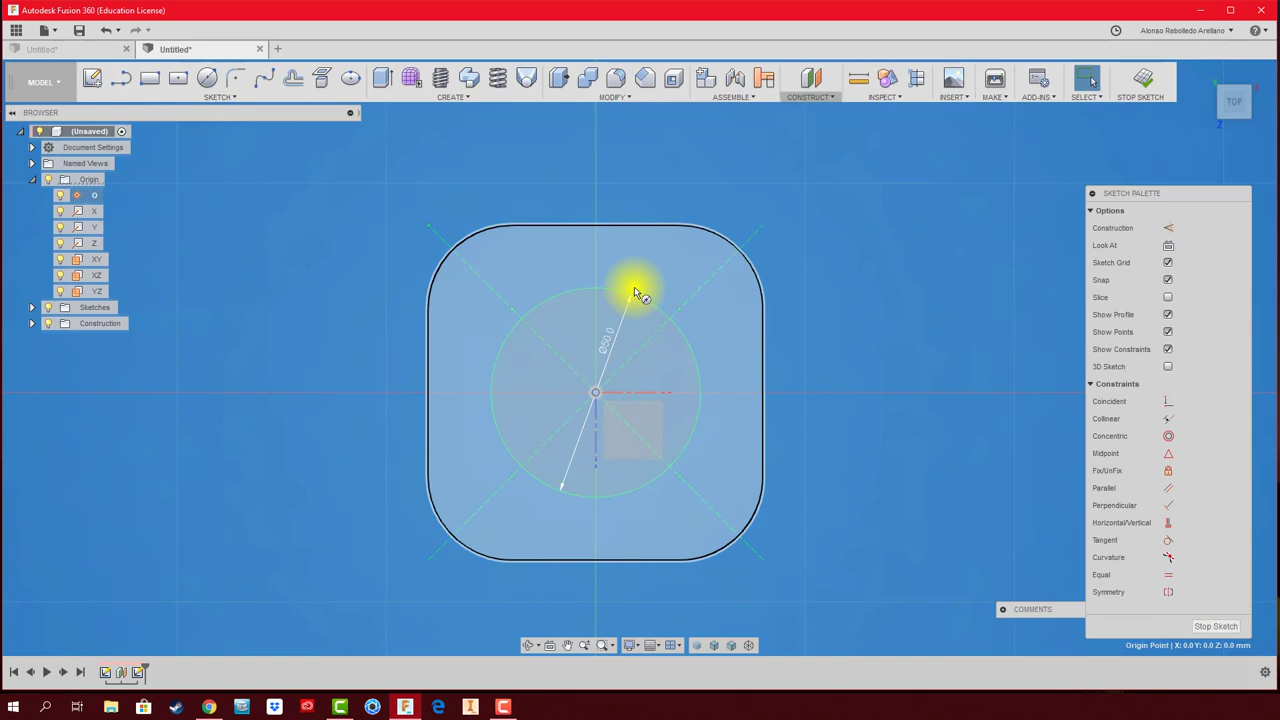 Autodesk Fusion 360 (Education License)
Alonso Rebolledo Arellano
Untitled*
Untitled*
MODEL
SKETCH
CREATE
MODIFY
ASSEMBLE
CONSTRUCT
INSPECT
INSERT
MAKE
ADD-INS
SELECT
STOP SKETCH
BROWSER
TOP
Z
(Unsaved)
Document Settings
Named Views
Origin
O
X
Y
Z
XY
XZ
YZ
Sketches
Construction
Ø50.0
SKETCH PALETTE
Options
Construction
Look At
Sketch Grid
Snap
Slice
Show Profile
Show Points
Show Constraints
3D Sketch
Constraints
Coincident
Collinear
Concentric
Midpoint
Fix/UnFix
Parallel
Perpendicular
Horizontal/Vertical
Tangent
Curvature
Equal
Symmetry
Stop Sketch
COMMENTS
Origin Point | X: 0.0 Y: 0.0 Z: 0.0 mm